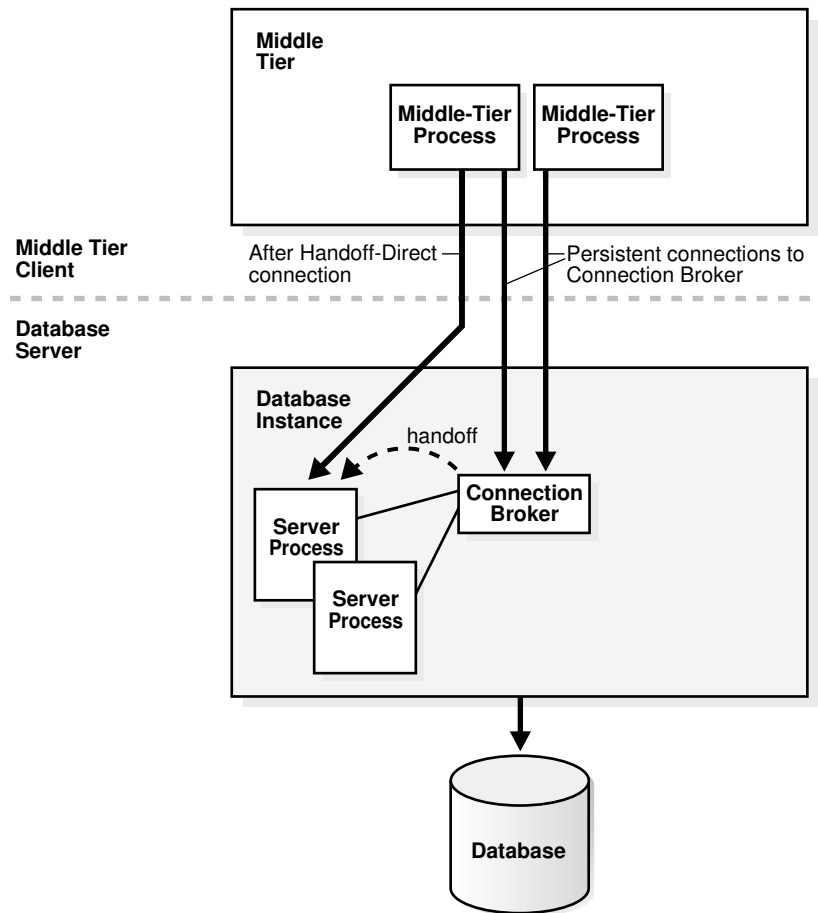 Middle
Tier
Middle-Tier
Process
Middle-Tier
Process
Middle Tier
Client
After Handoff-Direct
connection
Persistent connections to
Connection Broker
Database
Server
Database
Instance
handoff
Connection
Broker
Server
Process
Server
Process
Database